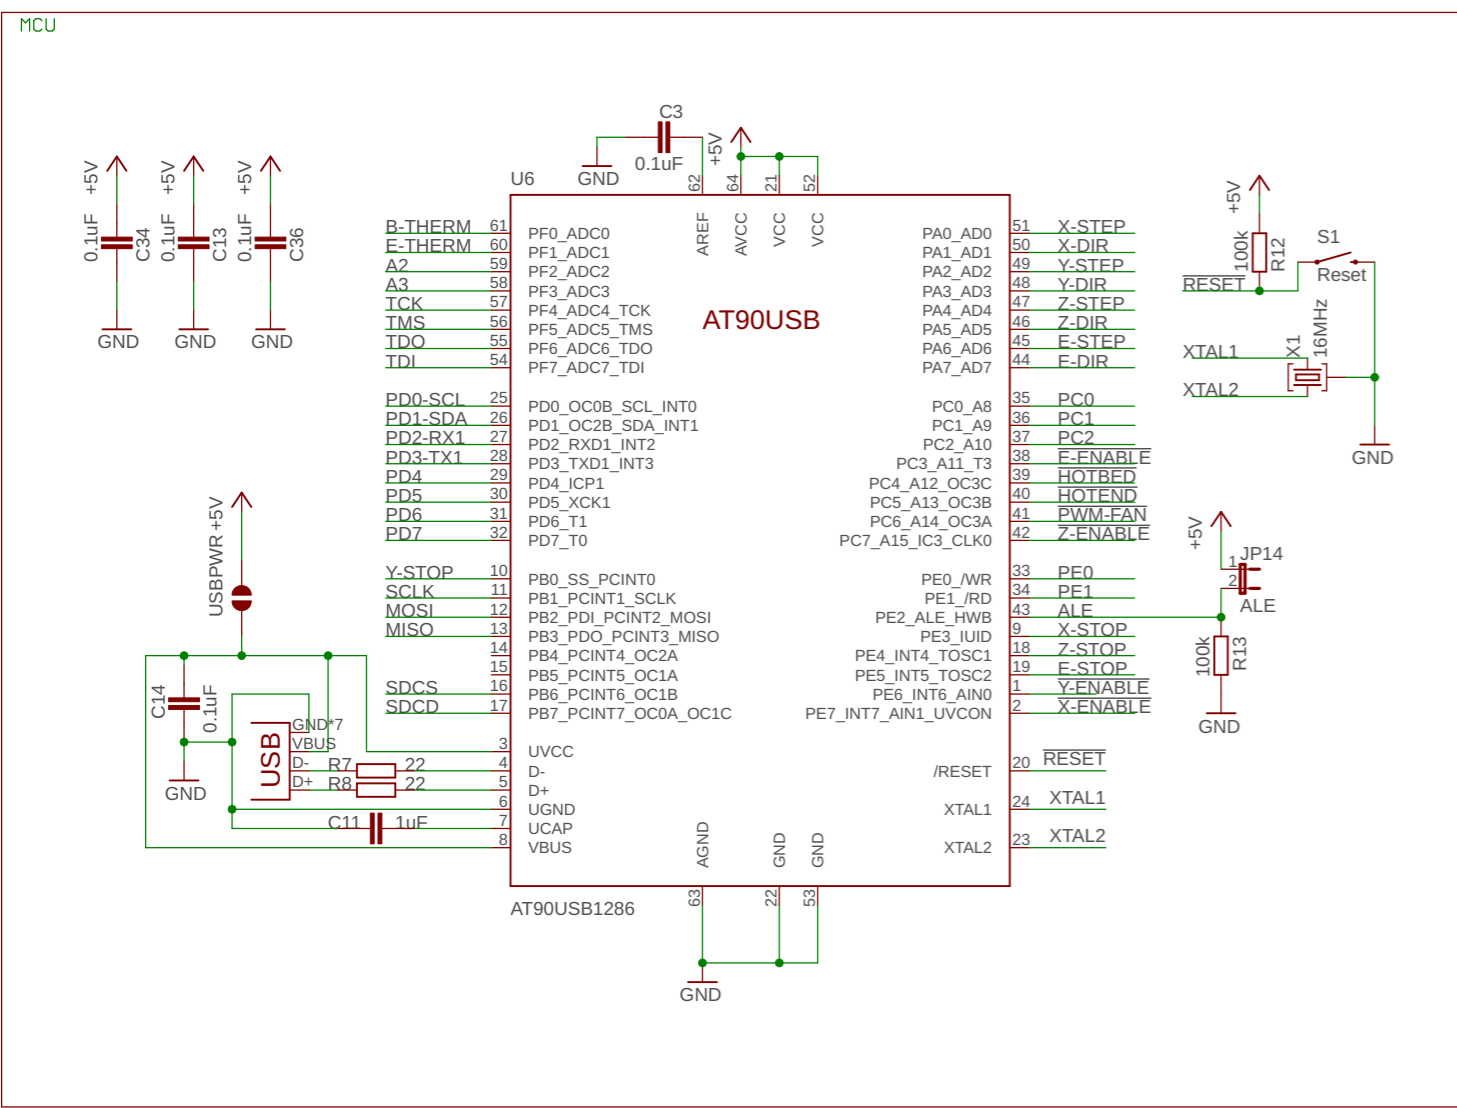 MCU
C3
0.1uF
GND
+5V
U6
62
64
21
52
AREF
AVCC
VCC
VCC
+5V
0.1uF
C34
GND
+5V
0.1uF
C13
GND
+5V
0.1uF
C36
GND
AT90USB
B-THERM 61 PF0_ADC0
E-THERM 60 PF1_ADC1
A2 59 PF2_ADC2
A3 58 PF3_ADC3
TCK 57 PF4_ADC4_TCK
TMS 56 PF5_ADC5_TMS
TDO 55 PF6_ADC6_TDO
TDI 54 PF7_ADC7_TDI
PD0-SCL 25 PD0_OC0B_SCL_INT0
PD1-SDA 26 PD1_OC2B_SDA_INT1
PD2-RX1 27 PD2_RXD1_INT2
PD3-TX1 28 PD3_TXD1_INT3
PD4 29 PD4_ICP1
PD5 30 PD5_XCK1
PD6 31 PD6_T1
PD7 32 PD7_T0
Y-STOP 10 PB0_SS_PCINT0
SCLK 11 PB1_PCINT1_SCLK
MOSI 12 PB2_PDI_PCINT2_MOSI
MISO 13 PB3_PDO_PCINT3_MISO
14 PB4_PCINT4_OC2A
15 PB5_PCINT5_OC1A
SDCS 16 PB6_PCINT6_OC1B
SDCD 17 PB7_PCINT7_OC0A_OC1C
3 UVCC
4 D-
5 D+
6 UGND
7 UCAP
8 VBUS
PA0_AD0 51 X-STEP
PA1_AD1 50 X-DIR
PA2_AD2 49 Y-STEP
PA3_AD3 48 Y-DIR
PA4_AD4 47 Z-STEP
PA5_AD5 46 Z-DIR
PA6_AD6 45 E-STEP
PA7_AD7 44 E-DIR
PC0_A8 35 PC0
PC1_A9 36 PC1
PC2_A10 37 PC2
PC3_A11_T3 38 E-ENABLE
PC4_A12_OC3C 39 HOTBED
PC5_A13_OC3B 40 HOTEND
PC6_A14_OC3A 41 PWM-FAN
PC7_A15_IC3_CLK0 42 Z-ENABLE
PE0_/WR 33 PE0
PE1_/RD 34 PE1
PE2_ALE_HWB 43 ALE
PE3_IUID 9 X-STOP
PE4_INT4_TOSC1 18 Z-STOP
PE5_INT5_TOSC2 19 E-STOP
PE6_INT6_AIN0 1 Y-ENABLE
PE7_INT7_AIN1_UVCON 2 X-ENABLE
/RESET 20 RESET
XTAL1 24 XTAL1
XTAL2 23 XTAL2
AGND
GND
GND
63
22
53
AT90USB1286
GND
USBPWR
+5V
C14
0.1uF
GND
USB
GND*7
VBUS
D-
D+
R7 22
R8 22
C11 1uF
+5V
100k
R12
S1
Reset
RESET
XTAL1
XTAL2
X1
16MHz
GND
+5V
1
2
JP14
ALE
100k
R13
GND